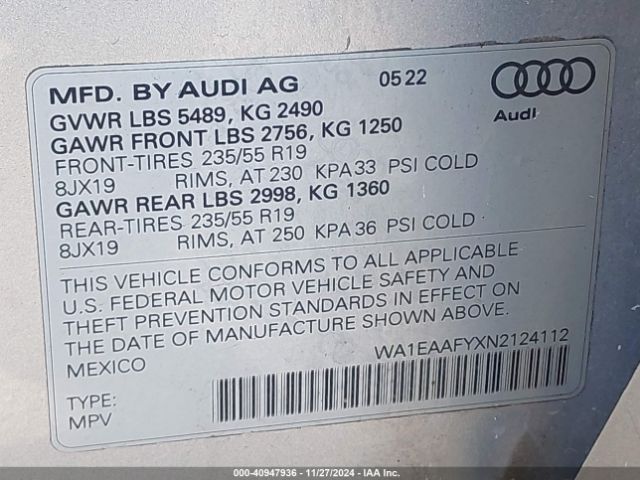 MFD. BY AUDI AG 05 22
Audi
GVWR LBS 5489, KG 2490
GAWR FRONT LBS 2756, KG 1250
FRONT-TIRES 235/55 R19
8JX19 RIMS, AT 230 KPA 33 PSI COLD
GAWR REAR LBS 2998, KG 1360
REAR-TIRES 235/55 R19
8JX19 RIMS, AT 250 KPA 36 PSI COLD
THIS VEHICLE CONFORMS TO ALL APPLICABLE
U.S. FEDERAL MOTOR VEHICLE SAFETY AND
THEFT PREVENTION STANDARDS IN EFFECT ON
THE DATE OF MANUFACTURE SHOWN ABOVE.
MEXICO WA1EAAFYXN2124112
TYPE:
MPV
000-40947936 - 11/27/2024 - IAA Inc.